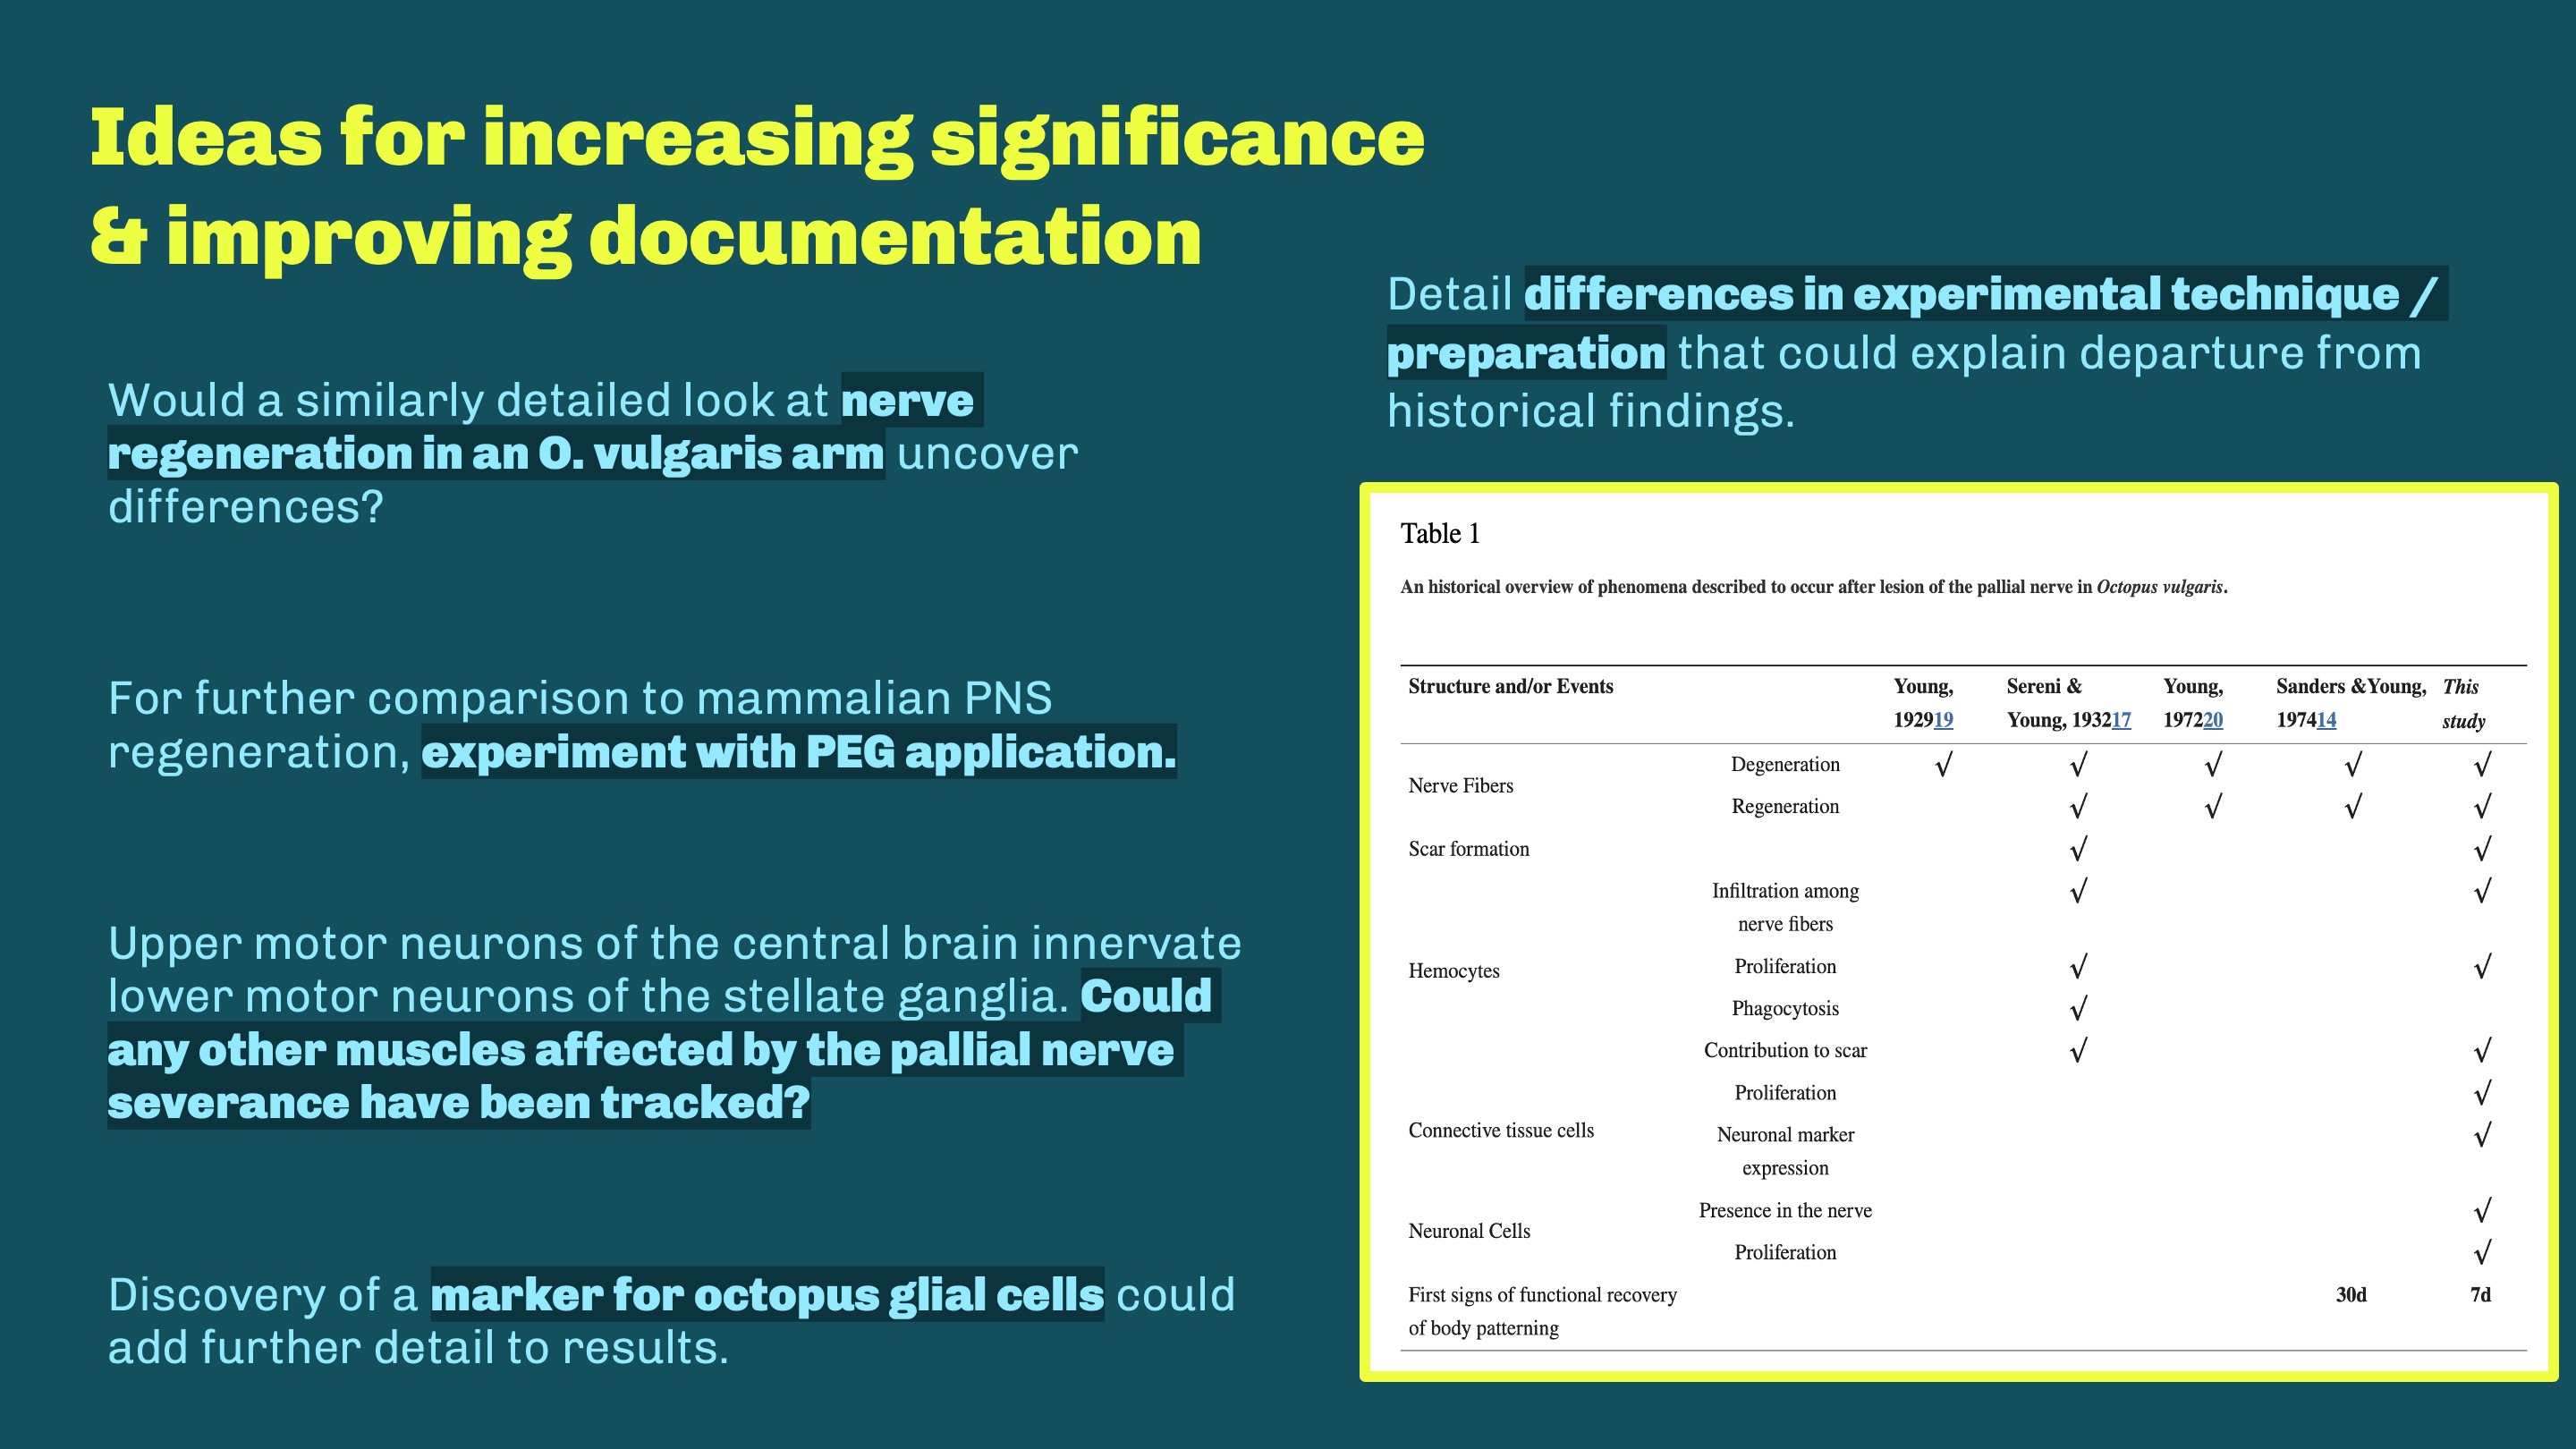 Ideas for increasing significance
& improving documentation
Would a similarly detailed look at nerve
regeneration in an O. vulgaris arm uncover
differences?
For further comparison to mammalian PNS
regeneration, experiment with PEG application.
Upper motor neurons of the central brain innervate
lower motor neurons of the stellate ganglia. Could
any other muscles affected by the pallial nerve
severance have been tracked?
Discovery of a marker for octopus glial cells could
add further detail to results.
Detail differences in experimental technique /
preparation that could explain departure from
historical findings.
Table 1
An historical overview of phenomena described to occur after lesion of the pallial nerve in Octopus vulgaris.
Structure and/or Events Young, Sereni & Young, Sanders &Young, This
192919 Young, 193217 197220 197414 study
Nerve Fibers
Degeneration √ √ √ √ √
Regeneration √ √ √ √
Scar formation √ √
Hemocytes
Infiltration among √ √
nerve fibers
Proliferation √ √
Phagocytosis √
Contribution to scar √ √
Connective tissue cells
Proliferation √
Neuronal marker √
expression
Neuronal Cells
Presence in the nerve √
Proliferation √
First signs of functional recovery 30d 7d
of body patterning